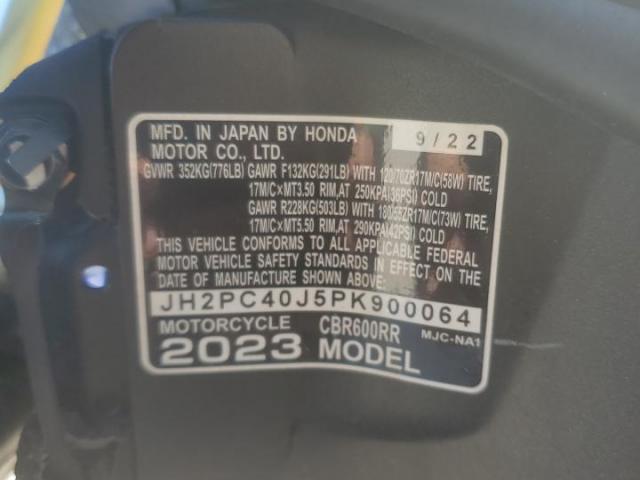 MFD. IN JAPAN BY HONDA 9/22
MOTOR CO., LTD.
GVWR 352KG(776LB) GAWR F132KG(291LB) WITH 120/70ZR17M/C(58W) TIRE,
17M/C×MT3.50 RIM,AT 250KPA(36PSI) COLD
GAWR R228KG(503LB) WITH 180/55ZR17M/C(73W) TIRE,
17M/C×MT5.50 RIM,AT 290KPA(42PSI) COLD
THIS VEHICLE CONFORMS TO ALL APPLICABLE FEDERAL
MOTOR VEHICLE SAFETY STANDARDS IN EFFECT ON THE
DATE OF MANUFACTURE SHOWN ABOVE.
JH2PC40J5PK900064
MOTORCYCLE CBR600RR MJC-NA1
2023 MODEL